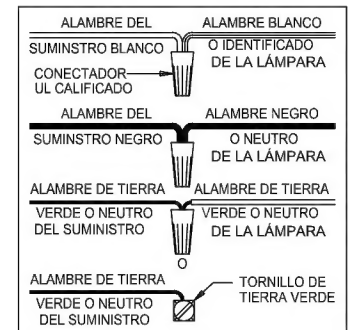 ALAMBRE DEL ALAMBRE BLANCO
SUMINSTRO BLANCO O IDENTIFICADO
DE LA LÁMPARA
CONECTADOR
UL CALIFICADO
ALAMBRE DEL ALAMBRE NEGRO
SUMINSTRO NEGRO O NEUTRO
DE LA LÁMPARA
ALAMBRE DE TIERRA ALAMBRE DE TIERRA
VERDE O NEUTRO VERDE O NEUTRO
DEL SUMINISTRO DE LA LÁMPARA
O
ALAMBRE DE TIERRA TORNILLO DE
TIERRA VERDE
VERDE O NEUTRO
DEL SUMINISTRO